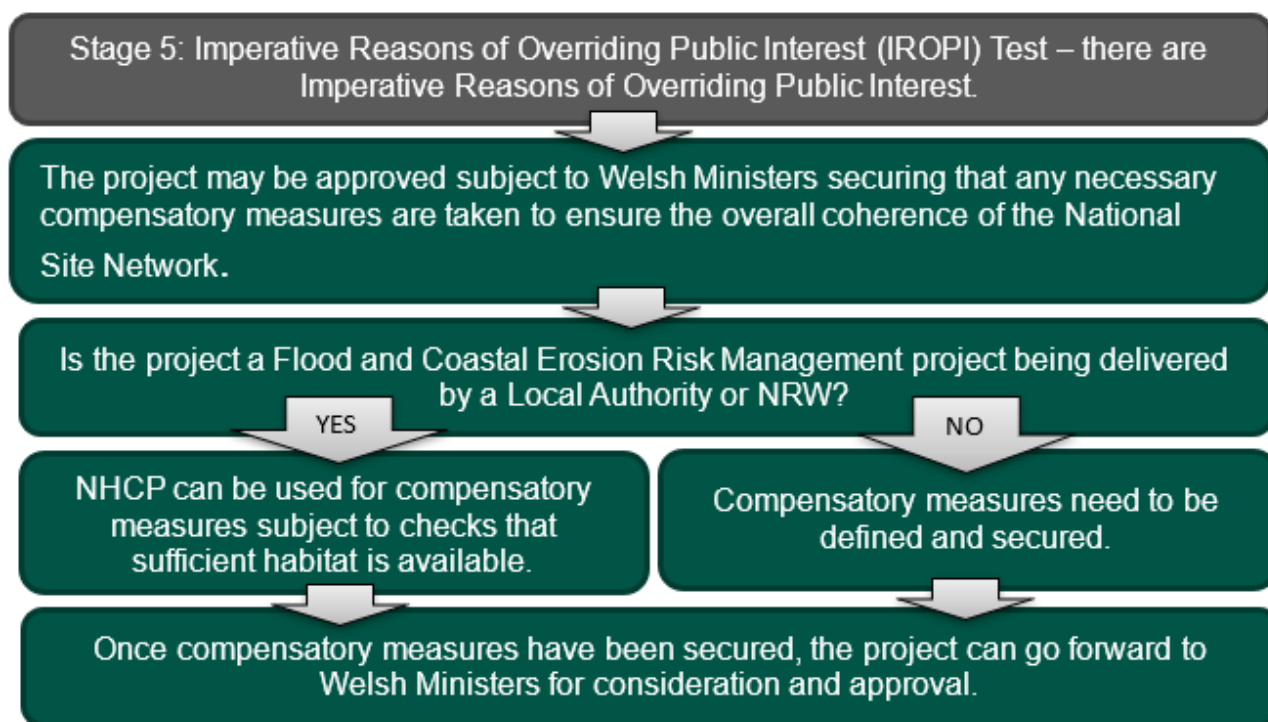 Stage 5: Imperative Reasons of Overriding Public Interest (IROPI) Test – there are
Imperative Reasons of Overriding Public Interest.
The project may be approved subject to Welsh Ministers securing that any necessary
compensatory measures are taken to ensure the overall coherence of the National
Site Network.
Is the project a Flood and Coastal Erosion Risk Management project being delivered
by a Local Authority or NRW?
YES
NO
NHCP can be used for compensatory
measures subject to checks that
sufficient habitat is available.
Compensatory measures need to be
defined and secured.
Once compensatory measures have been secured, the project can go forward to
Welsh Ministers for consideration and approval.